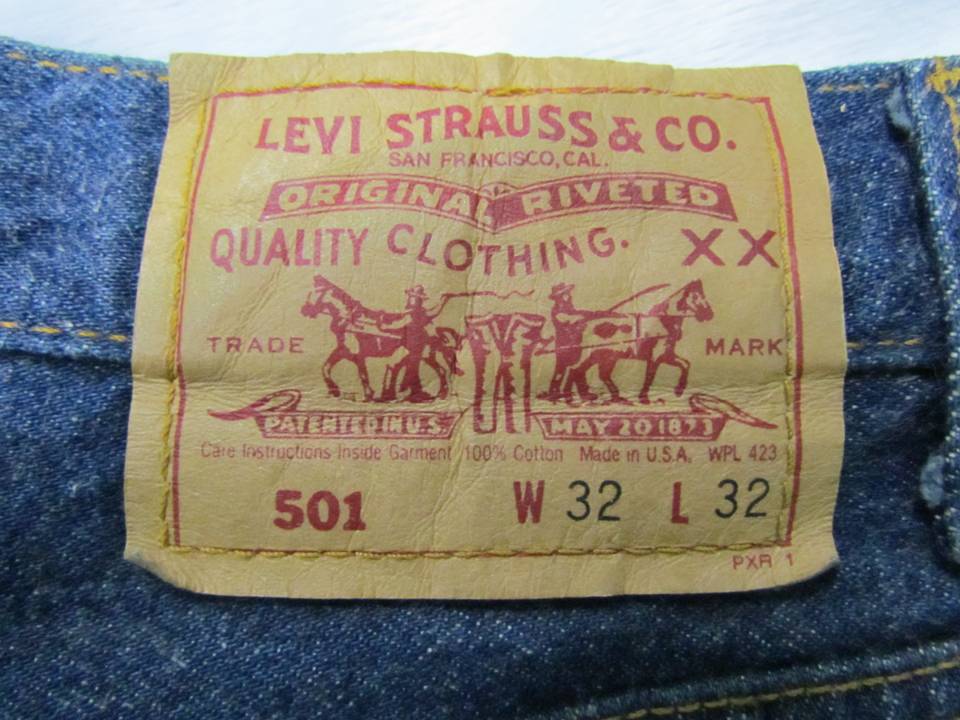 LEVI STRAUSS & CO.
SAN FRANCISCO, CAL.
ORIGINAL RIVETED
QUALITY CLOTHING. XX
TRADE MARK
PATENTED IN U.S. MAY 20 1873
Care Instructions Inside Garment 100% Cotton Made in U.S.A. WPL 423
501 W 32 L 32
PXR 1